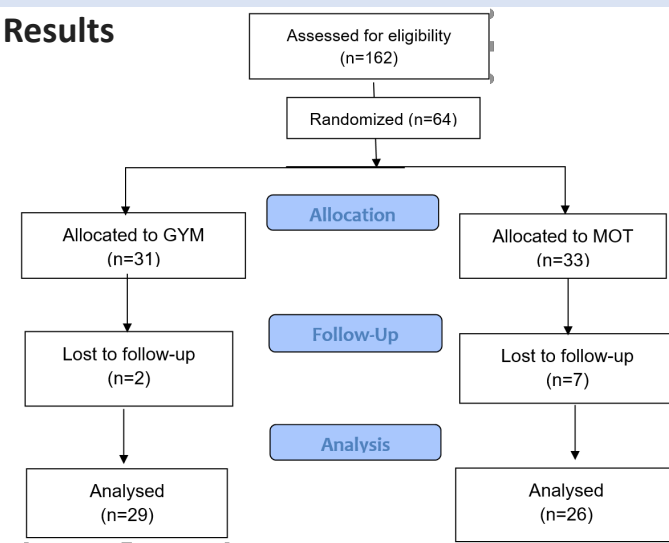 Results
Assessed for eligibility
(n=162)
Randomized (n=64)
Allocation
Allocated to GYM
(n=31)
Allocated to MOT
(n=33)
Follow-Up
Lost to follow-up
(n=2)
Lost to follow-up
(n=7)
Analysis
Analysed
(n=29)
Analysed
(n=26)